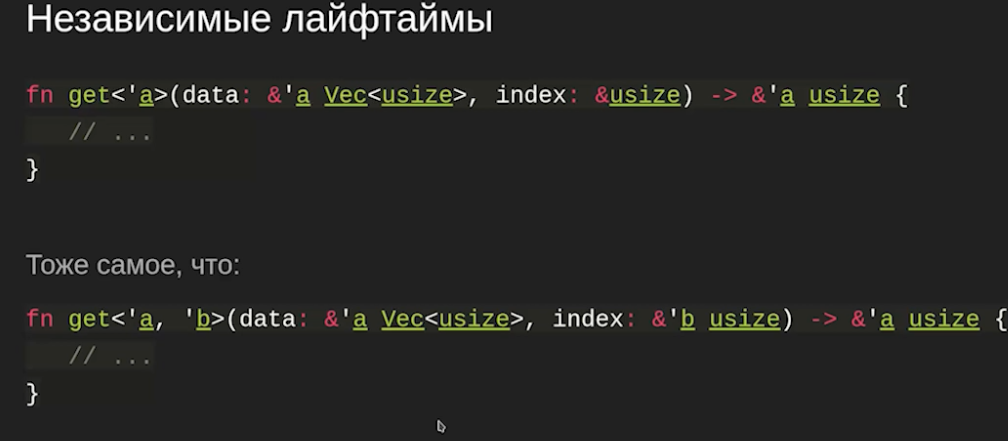 Независимые лайфтаймы
fn get<'a>(data: &'a Vec<usize>, index: &usize) -> &'a usize {
// ...
}
Тоже самое, что:
fn get<'a, 'b>(data: &'a Vec<usize>, index: &'b usize) -> &'a usize {
// ...
}